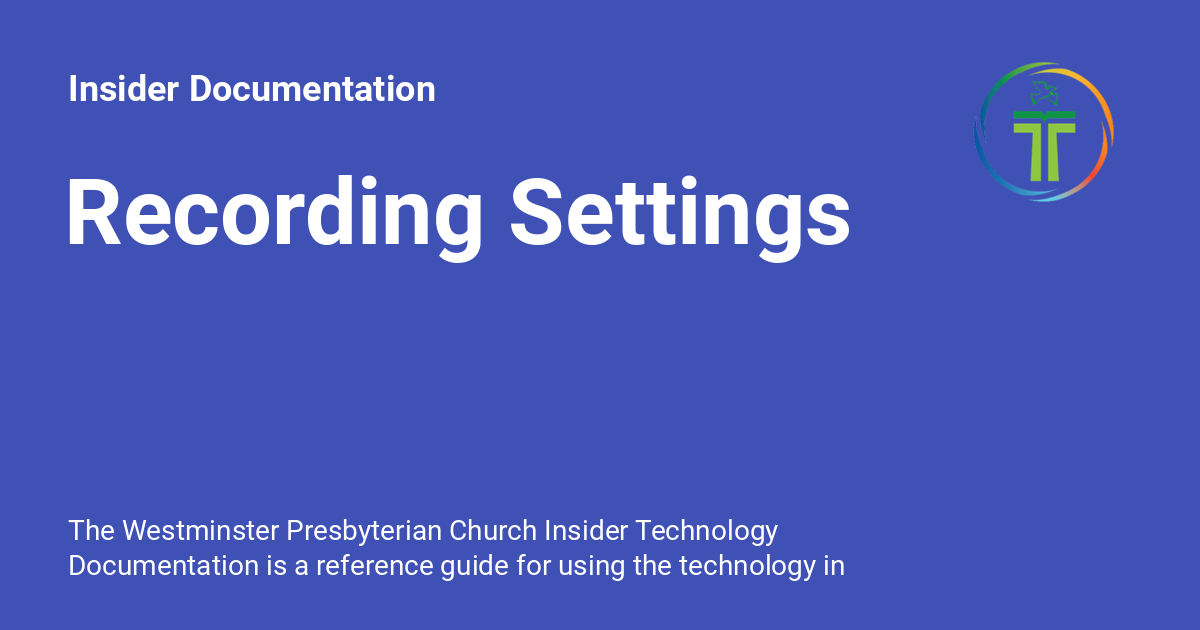 Insider Documentation
Recording Settings
The Westminster Presbyterian Church Insider Technology
Documentation is a reference guide for using the technology in